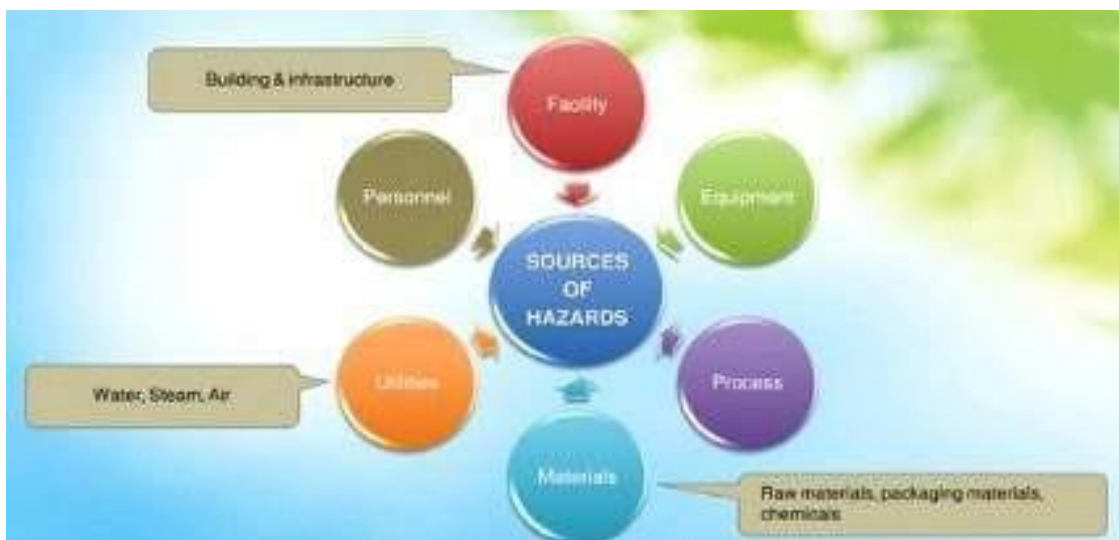 Building & infrastructure
Facility
Personnel
Equipment
SOURCES
OF
HAZARDS
Utilities
Process
Water, Steam, Air
Materials
Raw materials, packaging materials,
chemicals